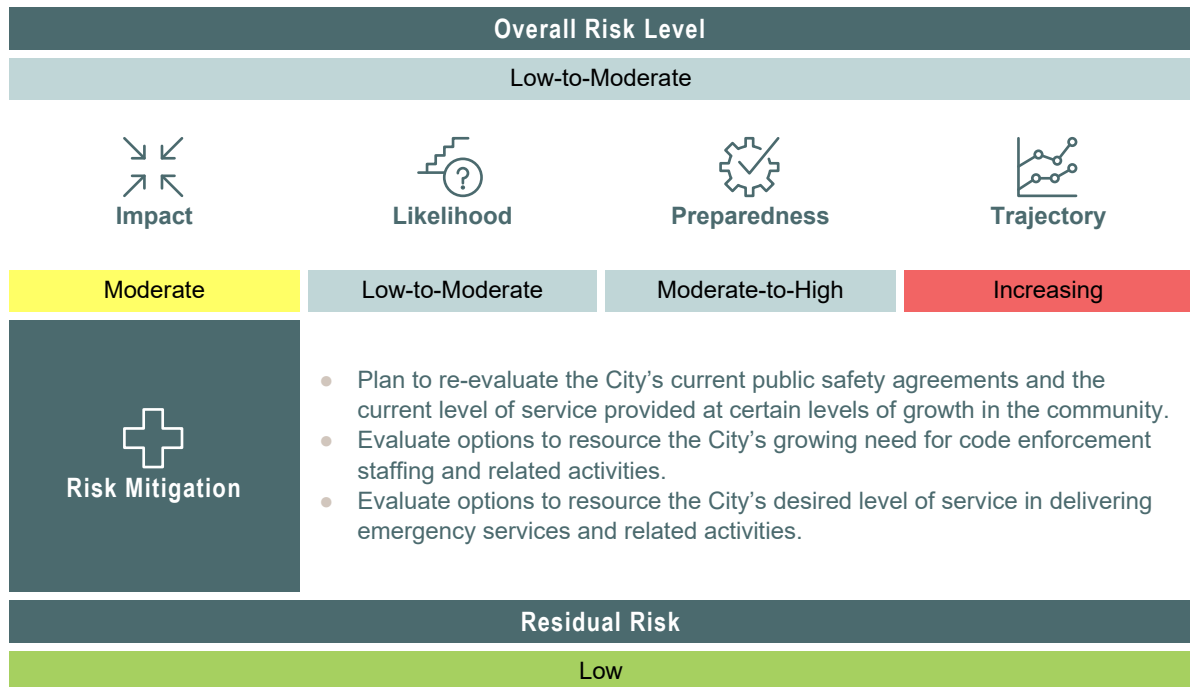 Overall Risk Level
Low-to-Moderate
Impact
Likelihood
Preparedness
Trajectory
Moderate
Low-to-Moderate
Moderate-to-High
Increasing
Risk Mitigation
● Plan to re-evaluate the City’s current public safety agreements and the
current level of service provided at certain levels of growth in the community.
● Evaluate options to resource the City’s growing need for code enforcement
staffing and related activities.
● Evaluate options to resource the City’s desired level of service in delivering
emergency services and related activities.
Residual Risk
Low